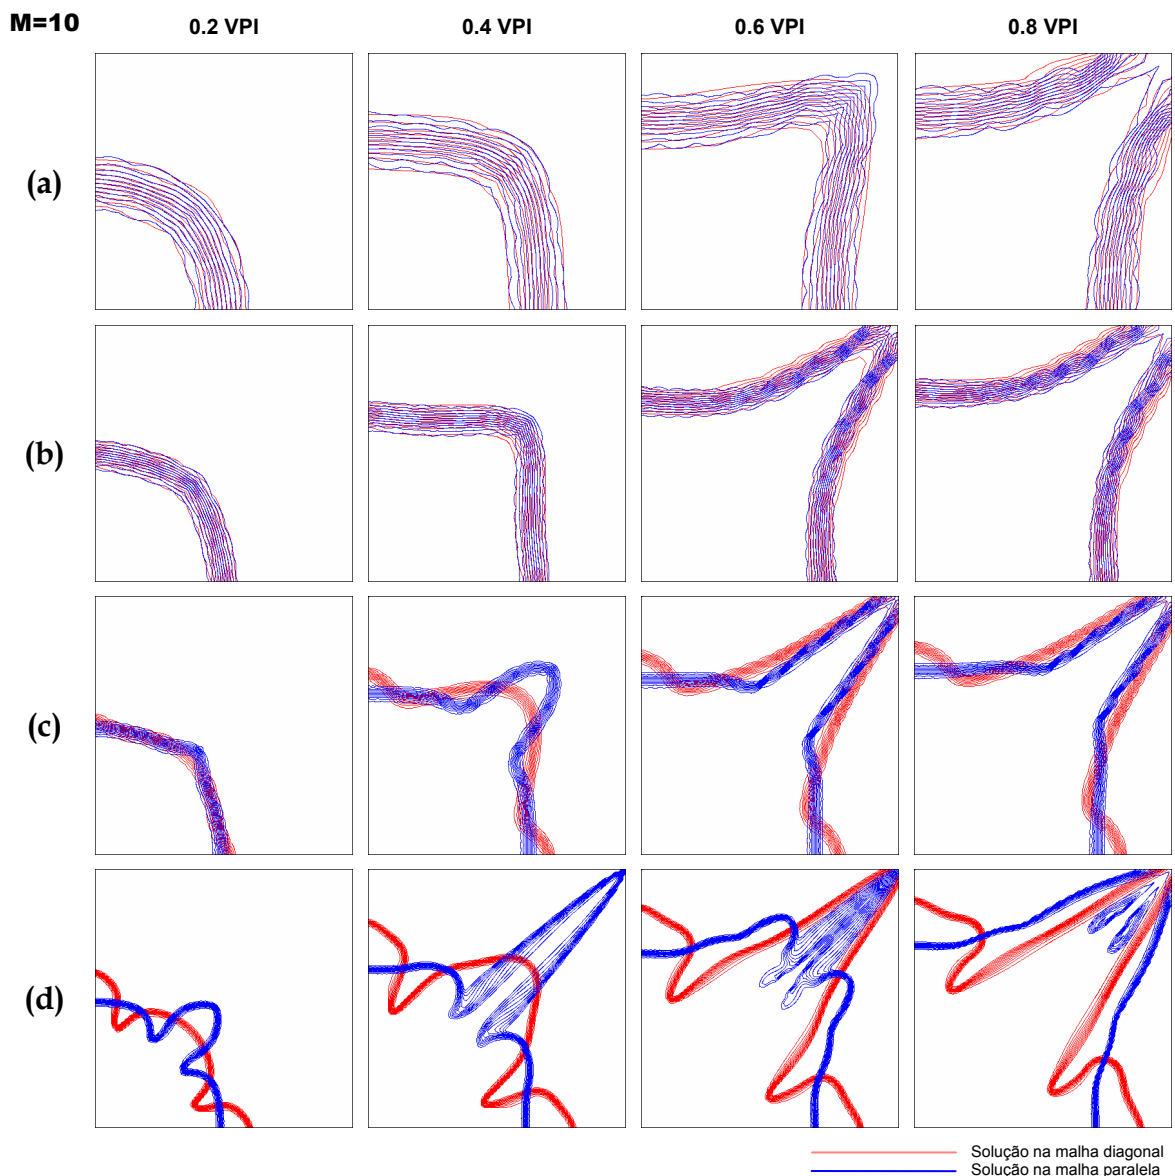 M=10 0.2 VPI 0.4 VPI 0.6 VPI 0.8 VPI
(a)
(b)
(c)
(d)
Solução na malha diagonal
Solução na malha paralela